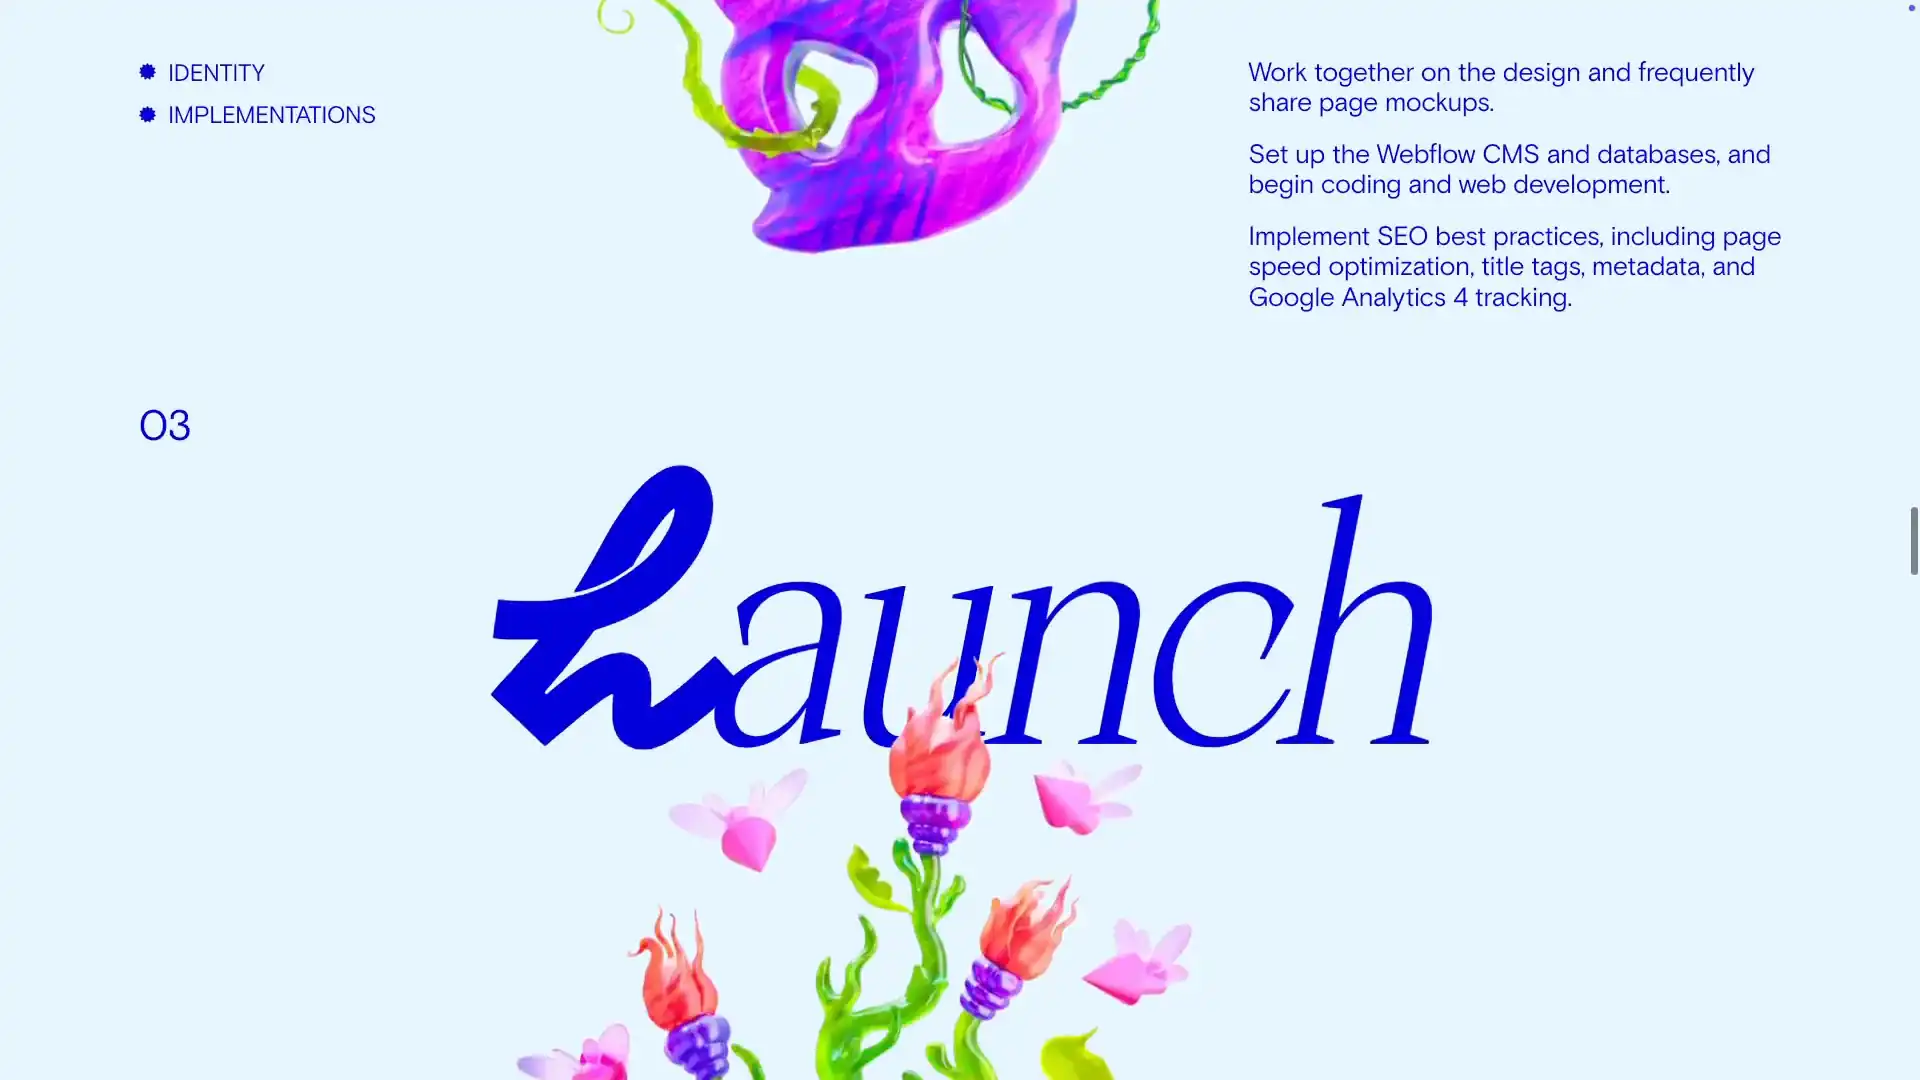 IDENTITY
IMPLEMENTATIONS
Work together on the design and frequently
share page mockups.
Set up the Webflow CMS and databases, and
begin coding and web development.
Implement SEO best practices, including page
speed optimization, title tags, metadata, and
Google Analytics 4 tracking.
03
Launch